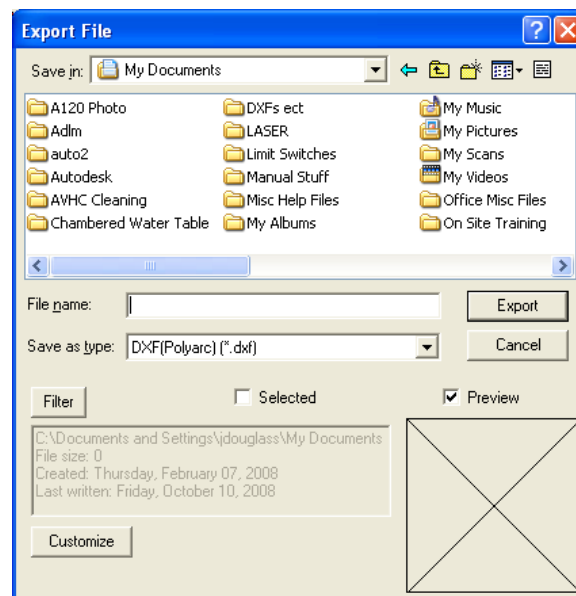 Export File
Save in: My Documents
A120 Photo DXFs ect My Music
Adlm LASER My Pictures
auto2 Limit Switches My Scans
Autodesk Manual Stuff My Videos
AVHC Cleaning Misc Help Files Office Misc Files
Chambered Water Table My Albums On Site Training
File name: Export
Save as type: DXF(Polyarc) (*.dxf) Cancel
Filter Selected Preview
C:\Documents and Settings\jdouglass\My Documents
File size: 0
Created: Thursday, February 07, 2008
Last written: Friday, October 10, 2008
Customize